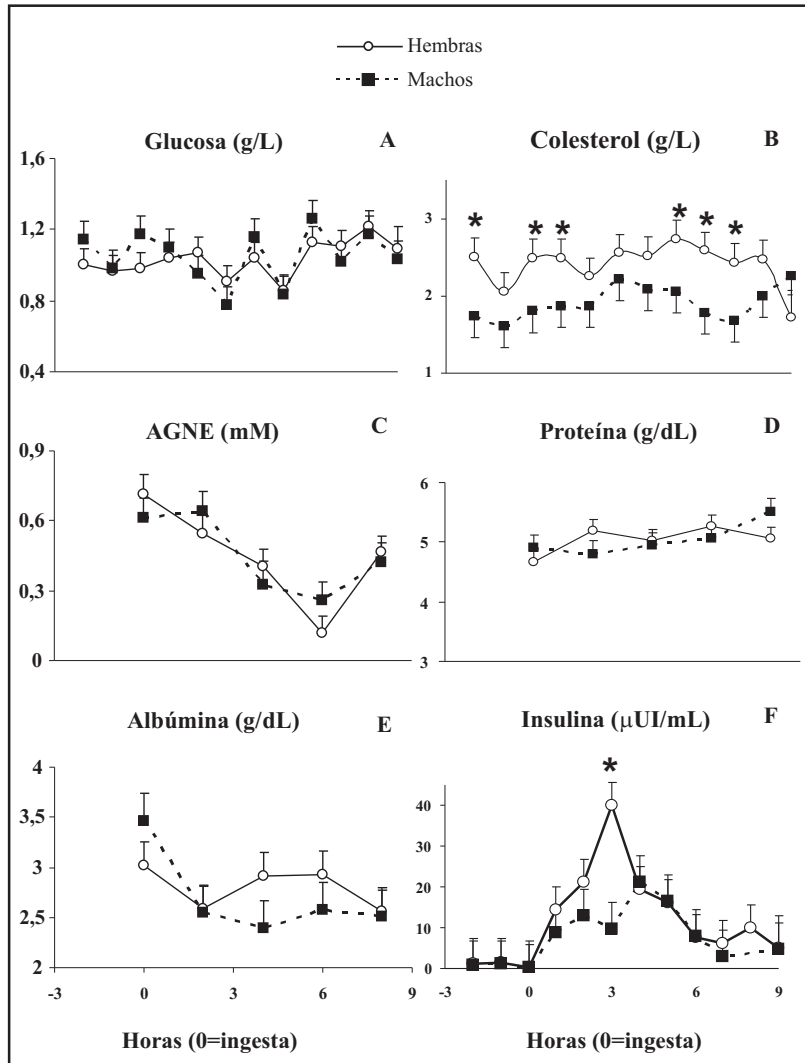 Hembras
Machos
Glucosa (g/L) A
1,6
1,2
0,8
0,4
Colesterol (g/L) B
* * * * * *
3
2
1
AGNE (mM) C
0,9
0,6
0,3
0
Proteína (g/dL) D
6
5
4
3
Albúmina (g/dL) E
4
3,5
3
2,5
2
-3 0 3 6 9
Horas (0=ingesta)
Insulina (µUI/mL) F
*
40
30
20
10
0
-3 0 3 6 9
Horas (0=ingesta)